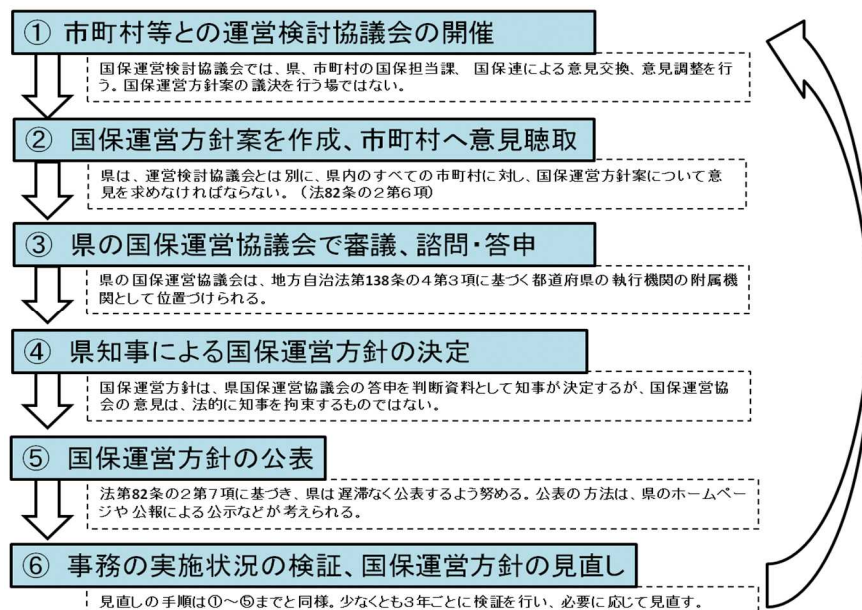 ① 市町村等との運営検討協議会の開催
国保運営検討協議会では、県、市町村の国保担当課、国保連による意見交換、意見調整を行
う。国保運営方針案の議決を行う場ではない。
② 国保運営方針案を作成、市町村へ意見聴取
県は、運営検討協議会とは別に、県内のすべての市町村に対し、国保運営方針案について意
見を求めなければならない。（法82条の２第６項）
③ 県の国保運営協議会で審議、諮問・答申
県の国保運営協議会は、地方自治法第138条の４第３項に基づく都道府県の執行機関の附属機
関として位置づけられる。
④ 県知事による国保運営方針の決定
国保運営方針は、県国保運営協議会の答申を判断資料として知事が決定するが、国保運営協
会の意見は、法的に知事を拘束するものではない。
⑤ 国保運営方針の公表
法第82条の２第７項に基づき、県は遅滞なく公表するよう努める。公表の方法は、県のホームペー
ジや公報による公示などが考えられる。
⑥ 事務の実施状況の検証、国保運営方針の見直し
見直しの手順は①～⑤までと同様。少なくとも３年ごとに検証を行い、必要に応じて見直す。